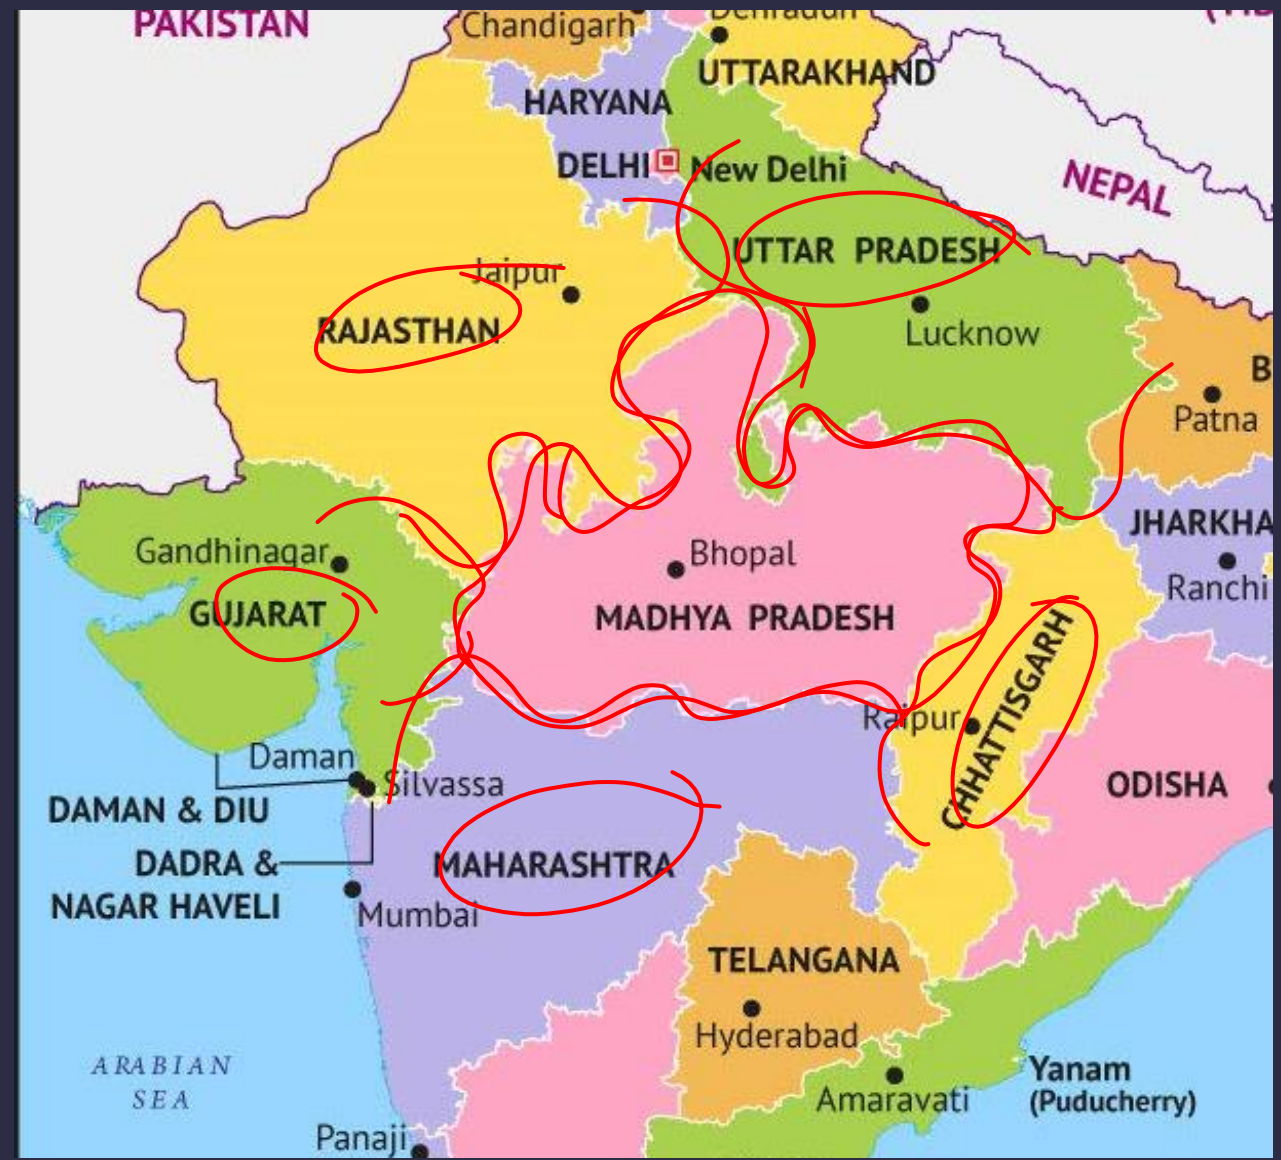 PAKISTAN
Chandigarh
Dehradun
UTTARAKHAND
HARYANA
DELHI
New Delhi
NEPAL
UTTAR PRADESH
Jaipur
RAJASTHAN
Lucknow
B
Patna
JHARKHA
Ranchi
Gandhinagar
GUJARAT
Bhopal
MADHYA PRADESH
CHHATTISGARH
Raipur
ODISHA
Daman
Silvassa
DAMAN & DIU
DADRA &
NAGAR HAVELI
MAHARASHTRA
Mumbai
TELANGANA
Hyderabad
ARABIAN
SEA
Amaravati
Yanam
(Puducherry)
Panaji